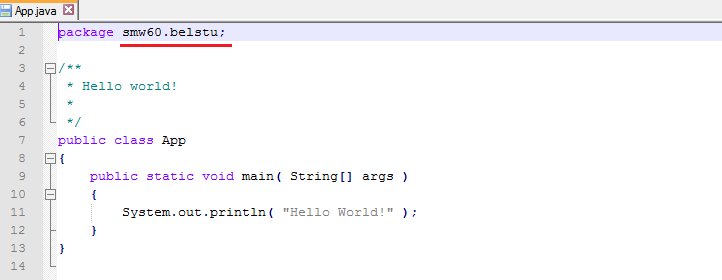 App.java
1 package smw60.belstu;
2
3 /**
4 * Hello world!
5 *
6 */
7 public class App
8 {
9 public static void main( String[] args )
10 {
11 System.out.println( "Hello World!" );
12 }
13 }
14